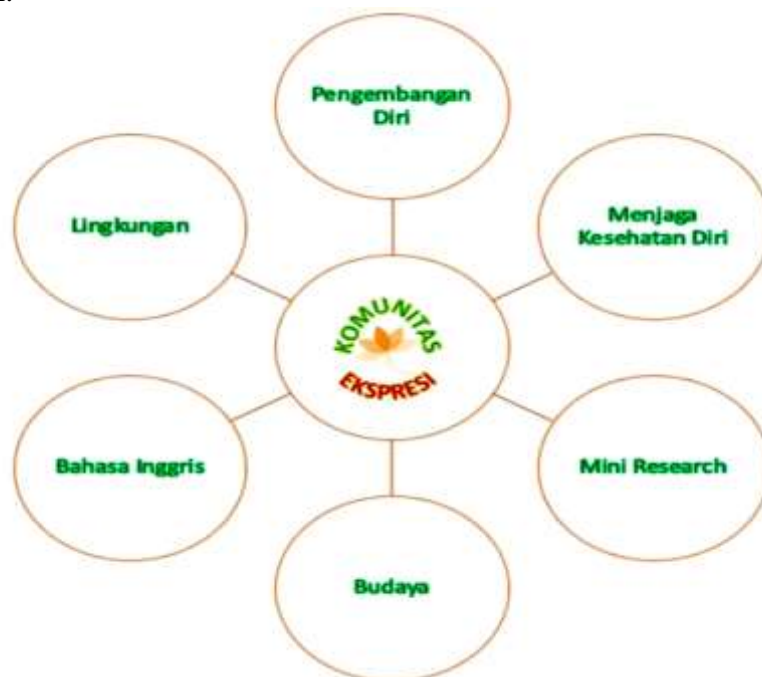 Pengembangan
Diri
Lingkungan
Menjaga
Kesehatan Diri
KOMUNITAS
EKSPRESI
Bahasa Inggris
Mini Research
Budaya